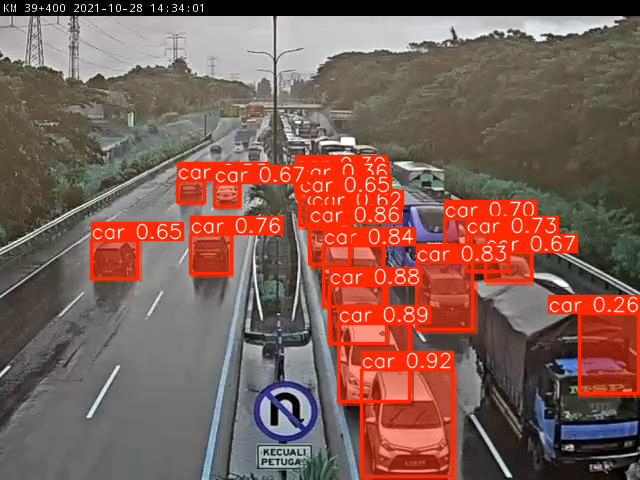 KM 39+400 2021-10-28 14:34:01
car 0.67
car 0.65
car 0.76
car 0.36
car 0.65
car 0.62
car 0.86
car 0.84
car 0.88
car 0.89
car 0.92
car 0.70
car 0.73
car 0.67
car 0.83
car 0.26
MSP
KECUALI
PETUGAS